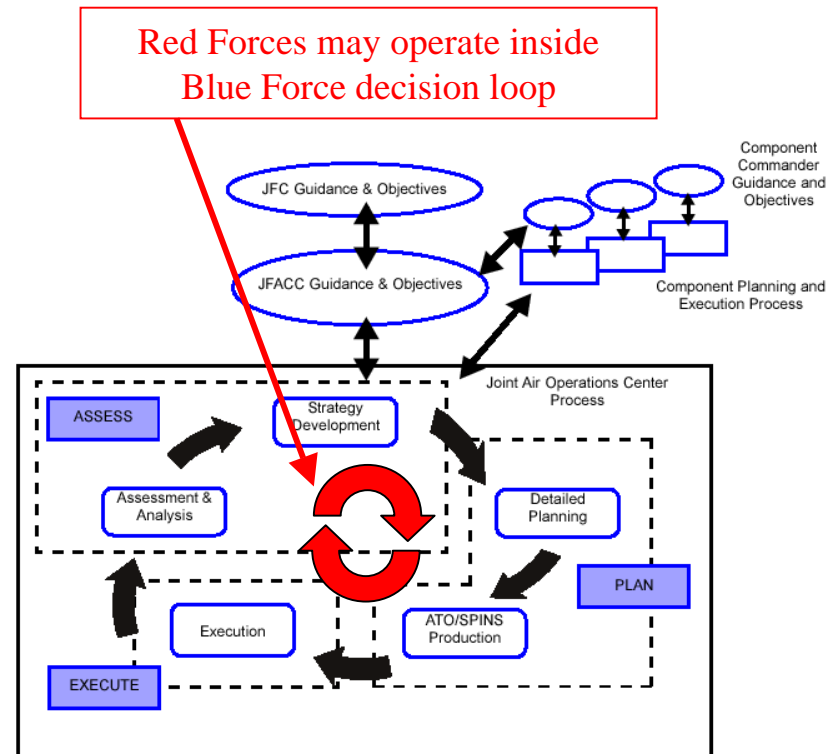 Red Forces may operate inside
Blue Force decision loop
Component
Commander
Guidance and
Objectives
JFC Guidance & Objectives
JFACC Guidance & Objectives
Component Planning and
Execution Process
Joint Air Operations Center
Process
ASSESS
Strategy
Development
Assessment &
Analysis
Detailed
Planning
PLAN
ATO/SPINS
Production
Execution
EXECUTE